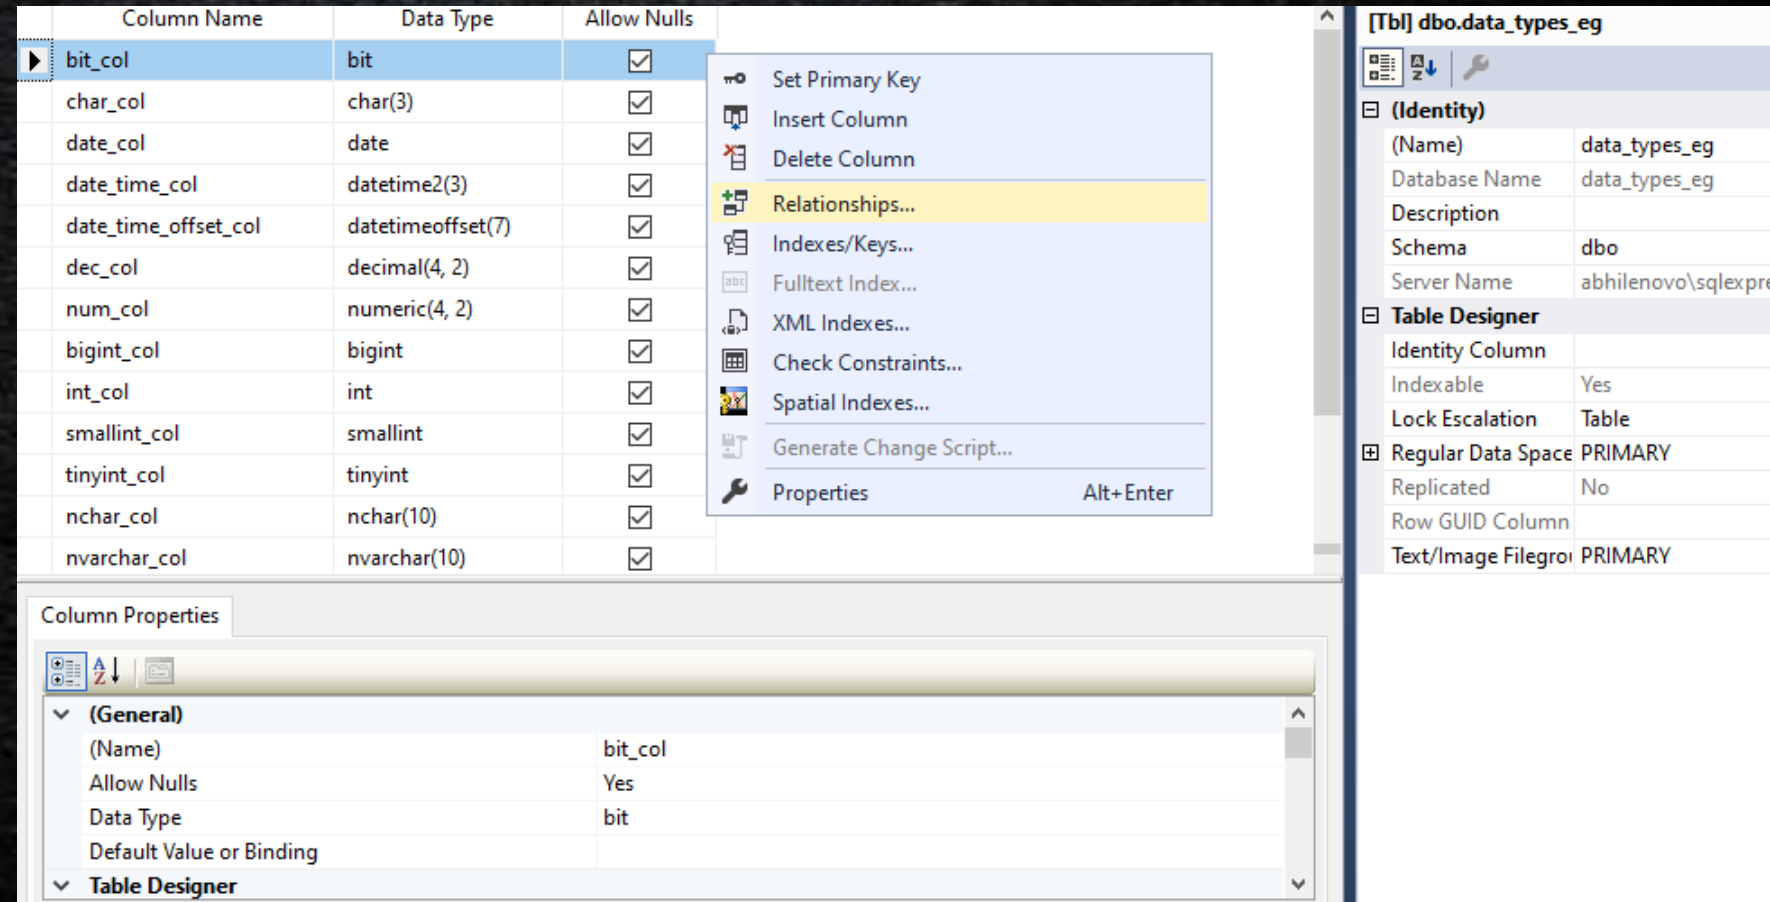 Column Name Data Type Allow Nulls
bit_col bit
char_col char(3)
date_col date
date_time_col datetime2(3)
date_time_offset_col datetimeoffset(7)
dec_col decimal(4, 2)
num_col numeric(4, 2)
bigint_col bigint
int_col int
smallint_col smallint
tinyint_col tinyint
nchar_col nchar(10)
nvarchar_col nvarchar(10)
Set Primary Key
Insert Column
Delete Column
Relationships...
Indexes/Keys...
Fulltext Index...
XML Indexes...
Check Constraints...
Spatial Indexes...
Generate Change Script...
Properties Alt+Enter
Column Properties
(General)
(Name) bit_col
Allow Nulls Yes
Data Type bit
Default Value or Binding
Table Designer
[Tbl] dbo.data_types_eg
(Identity)
(Name) data_types_eg
Database Name data_types_eg
Description
Schema dbo
Server Name abhilenovo\sqlexpre
Table Designer
Identity Column
Indexable Yes
Lock Escalation Table
Regular Data Space PRIMARY
Replicated No
Row GUID Column
Text/Image Filegro PRIMARY